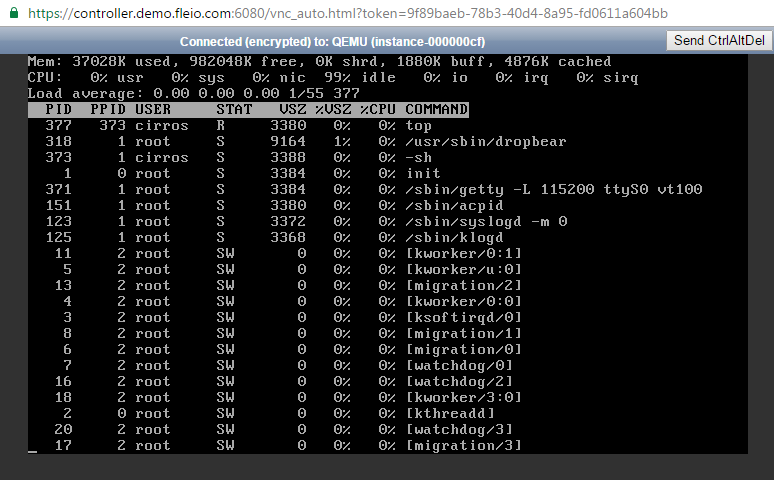 https://controller.demo.fleio.com:6080/vnc_auto.html?token=9f89baeb-78b3-40d4-8a95-fd0611a604bb
Connected (encrypted) to: QEMU (instance-000000cf)
Send CtrlAltDel
Mem: 37028K used, 982048K free, 0K shrd, 1880K buff, 4876K cached
CPU:   0% usr   0% sys   0% nic  99% idle   0% io   0% irq   0% sirq
Load average: 0.00 0.00 0.00 1/55 377
  PID  PPID USER     STAT   VSZ %VSZ %CPU COMMAND
  377   373 cirros   R     3380   0%   0% top
  318     1 root     S     9164   1%   0% /usr/sbin/dropbear
  373     1 cirros   S     3388   0%   0% -sh
    1     0 root     S     3384   0%   0% init
  371     1 root     S     3384   0%   0% /sbin/getty -L 115200 ttyS0 vt100
  151     1 root     S     3380   0%   0% /sbin/acpid
  123     1 root     S     3372   0%   0% /sbin/syslogd -m 0
  125     1 root     S     3368   0%   0% /sbin/klogd
   11     2 root     SW       0   0%   0% [kworker/0:1]
    5     2 root     SW       0   0%   0% [kworker/u:0]
   13     2 root     SW       0   0%   0% [migration/2]
    4     2 root     SW       0   0%   0% [kworker/0:0]
    3     2 root     SW       0   0%   0% [ksoftirqd/0]
    8     2 root     SW       0   0%   0% [migration/1]
    6     2 root     SW       0   0%   0% [migration/0]
    7     2 root     SW       0   0%   0% [watchdog/0]
   16     2 root     SW       0   0%   0% [watchdog/2]
   18     2 root     SW       0   0%   0% [kworker/3:0]
    2     0 root     SW       0   0%   0% [kthreadd]
   20     2 root     SW       0   0%   0% [watchdog/3]
   17     2 root     SW       0   0%   0% [migration/3]